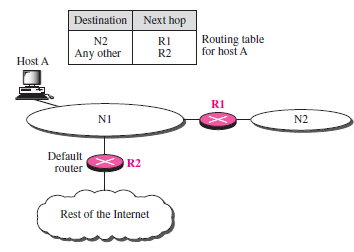 Destination Next hop
N2 R1
Any other R2
Routing table
for host A
Host A
R1
N1
N2
Default
router
R2
Rest of the Internet